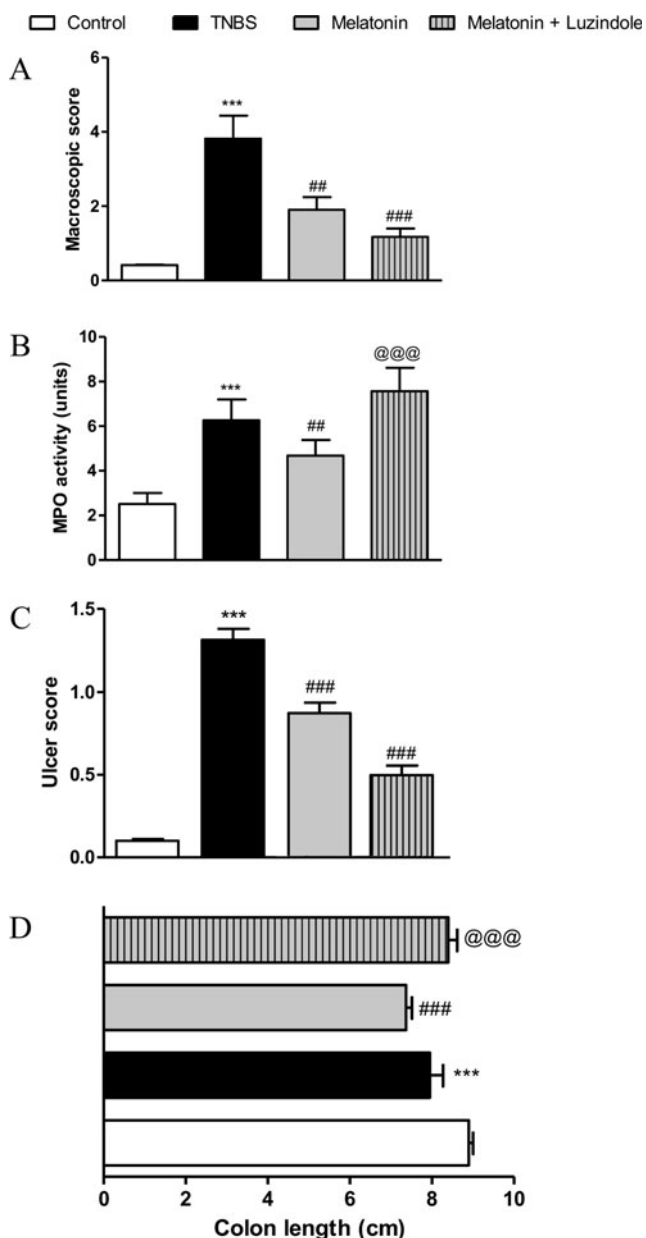 Control TNBS Melatonin Melatonin + Luzindole
A
Macroscopic score
6
4
2
0
***
##
###
B
MPO activity (units)
10
8
6
4
2
0
***
##
@@@
C
Ulcer score
1.5
1.0
0.5
0.0
***
###
###
D
@@@
###
***
0 2 4 6 8 10
Colon length (cm)